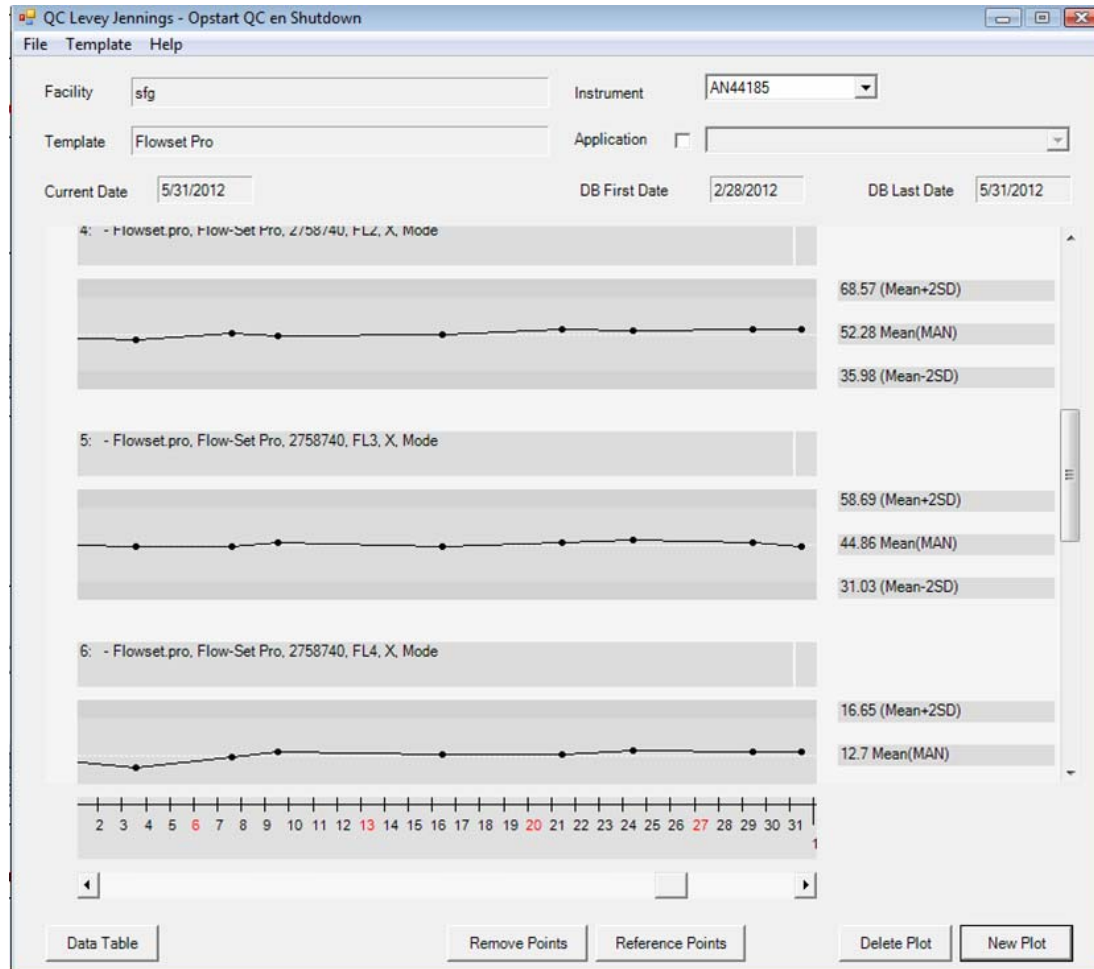 QC Levey Jennings - Opstart QC en Shutdown
File Template Help
Facility sfg Instrument AN44185
Template Flowset Pro Application
Current Date 5/31/2012 DB First Date 2/28/2012 DB Last Date 5/31/2012
4: - Flowset.pro, Flow-Set Pro, 2758740, FL2, X, Mode
68.57 (Mean+2SD)
52.28 Mean(MAN)
35.98 (Mean-2SD)
5: - Flowset.pro, Flow-Set Pro, 2758740, FL3, X, Mode
58.69 (Mean+2SD)
44.86 Mean(MAN)
31.03 (Mean-2SD)
6: - Flowset.pro, Flow-Set Pro, 2758740, FL4, X, Mode
16.65 (Mean+2SD)
12.7 Mean(MAN)
2 3 4 5 6 7 8 9 10 11 12 13 14 15 16 17 18 19 20 21 22 23 24 25 26 27 28 29 30 31
Data Table Remove Points Reference Points Delete Plot New Plot